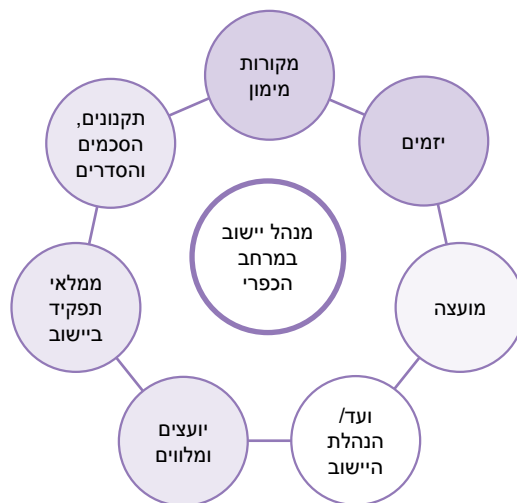 מקורות
מימון
יזמים
מועצה
ועד/
הנהלת
היישוב
יועצים
ומלווים
ממלאי
תפקיד
ביישוב
תקנונים,
הסכמים
והסדרים
מנהל יישוב
במרחב
הכפרי